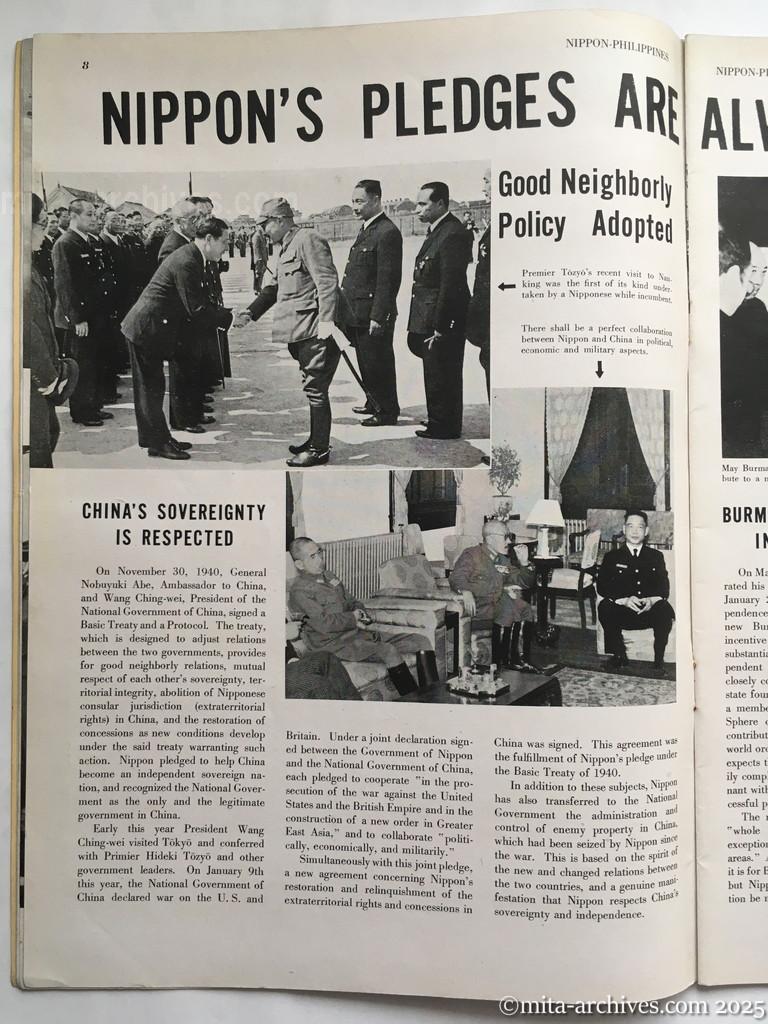 8
NIPPON-PHILIPPINES
NIPPON'S PLEDGES ARE
Good Neighborly
Policy Adopted
Premier Tōzyō's recent visit to Nan-
king was the first of its kind under-
taken by a Nipponese while incumbent.
There shall be a perfect collaboration
between Nippon and China in political,
economic and military aspects.
CHINA'S SOVEREIGNTY
IS RESPECTED
On November 30, 1940, General
Nobuyuki Abe, Ambassador to China,
and Wang Ching-wei, President of the
National Government of China, signed a
Basic Treaty and a Protocol. The treaty,
which is designed to adjust relations
between the two governments, provides
for good neighborly relations, mutual
respect of each other's sovereignty, ter-
ritorial integrity, abolition of Nipponese
consular jurisdiction (extraterritorial
rights) in China, and the restoration of
concessions as new conditions develop
under the said treaty warranting such
action. Nippon pledged to help China
become an independent sovereign na-
tion, and recognized the National Gover-
ment as the only and the legitimate
government in China.
Early this year President Wang
Ching-wei visited Tōkyō and conferred
with Primier Hideki Tōzyō and other
government leaders. On January 9th
this year, the National Government of
China declared war on the U. S. and
Britain. Under a joint declaration sign-
ed between the Government of Nippon
and the National Government of China,
each pledged to cooperate "in the pro-
secution of the war against the United
States and the British Empire and in the
construction of a new order in Greater
East Asia," and to collaborate "politi-
cally, economically, and militarily."
Simultaneously with this joint pledge,
a new agreement concerning Nippon's
restoration and relinquishment of the
extraterritorial rights and concessions in
China was signed. This agreement was
the fulfillment of Nippon's pledge under
the Basic Treaty of 1940.
In addition to these subjects, Nippon
has also transferred to the National
Government the administration and
control of enemy property in China,
which had been seized by Nippon since
the war. This is based on the spirit of
the new and changed relations between
the two countries, and a genuine mani-
festation that Nippon respects China's
sovereignty and independence.
NIPPON-P
AL
May Burma
bute to a n
BURM
IN
On Ma
rated his
January
pendence
new Bur
incentive
substantia
pendent
closely co
state foun
a membe
Sphere o
contribut
world ord
expects t
ily comp
nant with
cessful p
The
"whole
exception
areas."
it is for B
but Nipp
tion be n
©mita-archives.com 2025